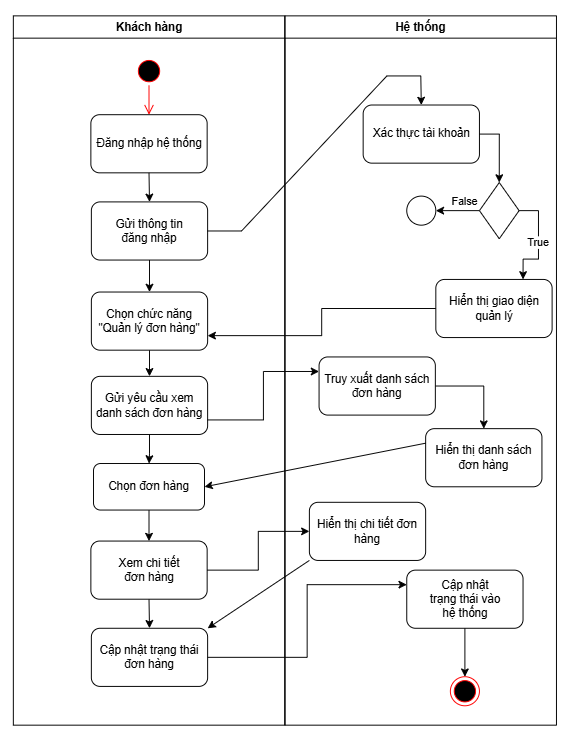 Khách hàng
Hệ thống
Đăng nhập hệ thống
Xác thực tài khoản
False
Gửi thông tin
đăng nhập
True
Hiển thị giao diện
quản lý
Chọn chức năng
"Quản lý đơn hàng"
Truy xuất danh sách
đơn hàng
Gửi yêu cầu xem
danh sách đơn hàng
Hiển thị danh sách
đơn hàng
Chọn đơn hàng
Hiển thị chi tiết đơn
hàng
Xem chi tiết
đơn hàng
Cập nhật
trạng thái vào
hệ thống
Cập nhật trạng thái
đơn hàng